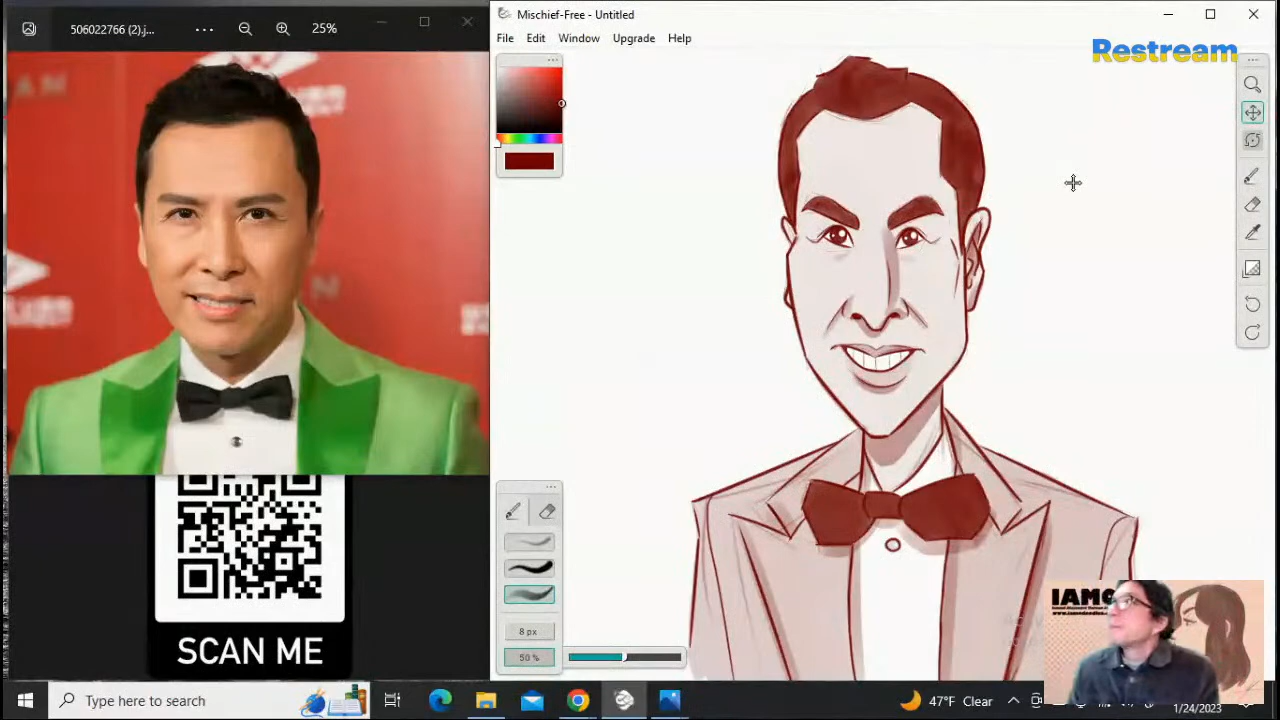 506022766 (2).j...
25%
Mischief-Free - Untitled
File Edit Window Upgrade Help
Restream
SCAN ME
8 px
50 %
IAMO
Type here to search
47°F Clear
1/24/2023